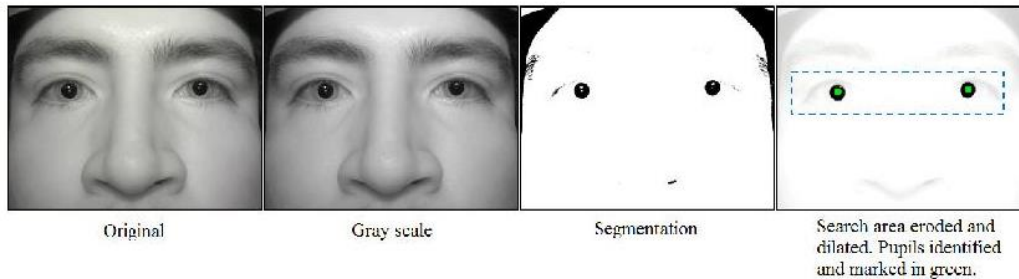 Original
Gray scale
Segmentation
Search area eroded and
dilated. Pupils identified
and marked in green.